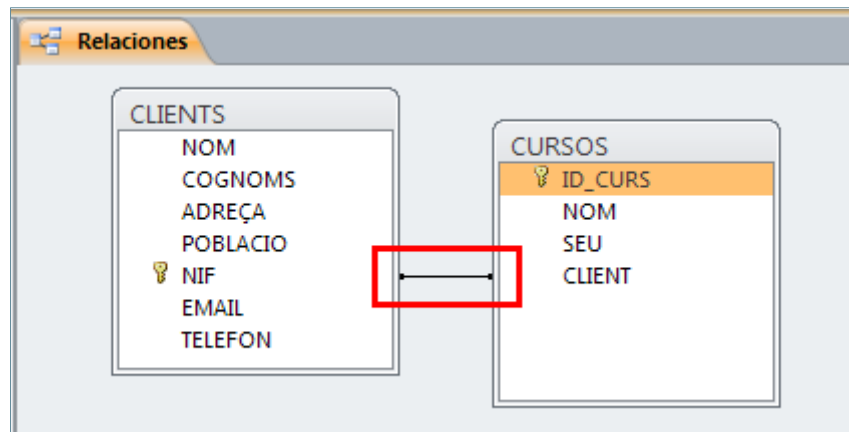 Relaciones
CLIENTS
NOM
COGNOMS
ADREÇA
POBLACIO
NIF
EMAIL
TELEFON
CURSOS
ID_CURS
NOM
SEU
CLIENT